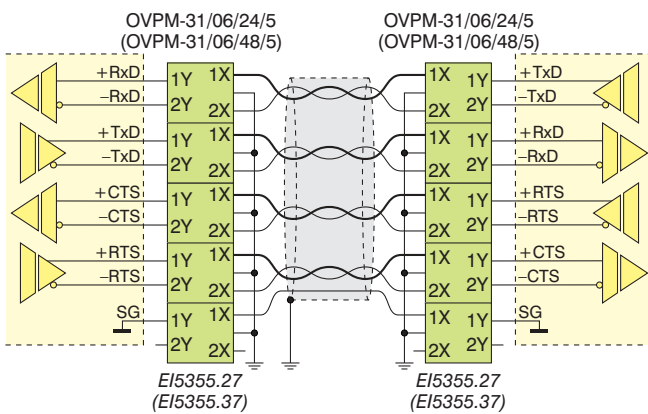 OVPM-31/06/24/5 OVPM-31/06/24/5
(OVPM-31/06/48/5) (OVPM-31/06/48/5)
+RxD 1Y 1X 1X 1Y +TxD
–RxD 2Y 2X 2X 2Y –TxD
+TxD 1Y 1X 1X 1Y +RxD
–TxD 2Y 2X 2X 2Y –RxD
+CTS 1Y 1X 1X 1Y +RTS
–CTS 2Y 2X 2X 2Y –RTS
+RTS 1Y 1X 1X 1Y +CTS
–RTS 2Y 2X 2X 2Y –CTS
SG 1Y 1X 1X 1Y SG
2Y 2X 2X 2Y
EI5355.27 EI5355.27
(EI5355.37) (EI5355.37)